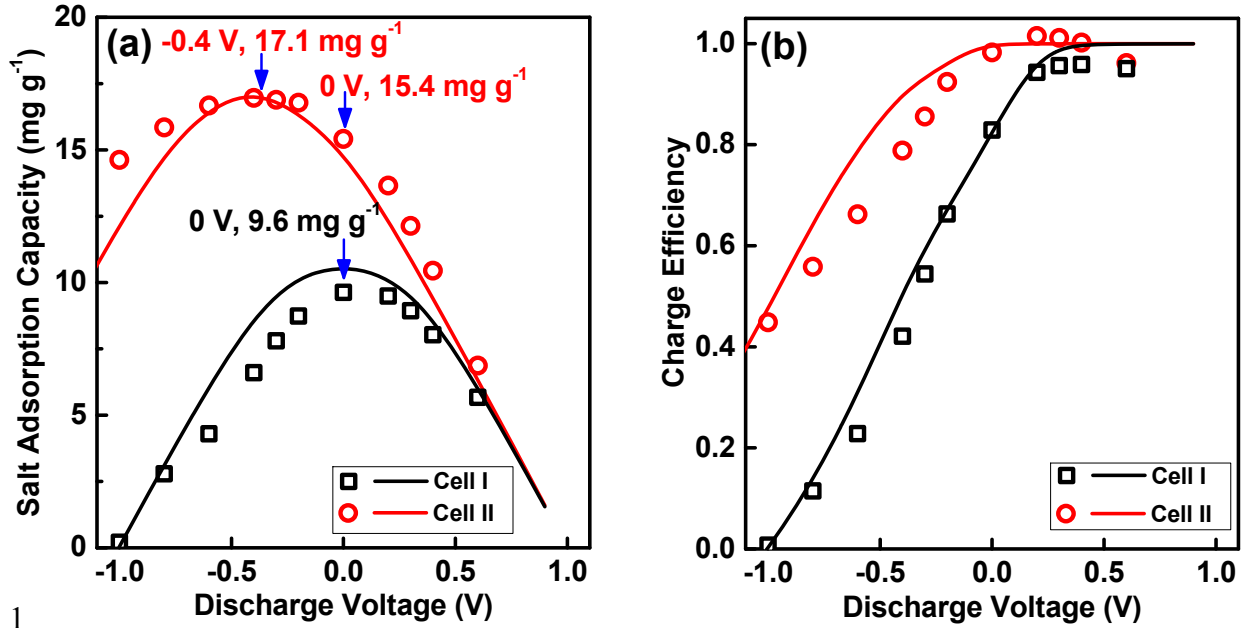 (a)
-0.4 V, 17.1 mg g⁻¹
0 V, 15.4 mg g⁻¹
0 V, 9.6 mg g⁻¹
Salt Adsorption Capacity (mg g⁻¹)
20
15
10
5
0
-1.0 -0.5 0.0 0.5 1.0
Discharge Voltage (V)
Cell I
Cell II
(b)
Charge Efficiency
1.0
0.8
0.6
0.4
0.2
0.0
-1.0 -0.5 0.0 0.5 1.0
Discharge Voltage (V)
Cell I
Cell II
1